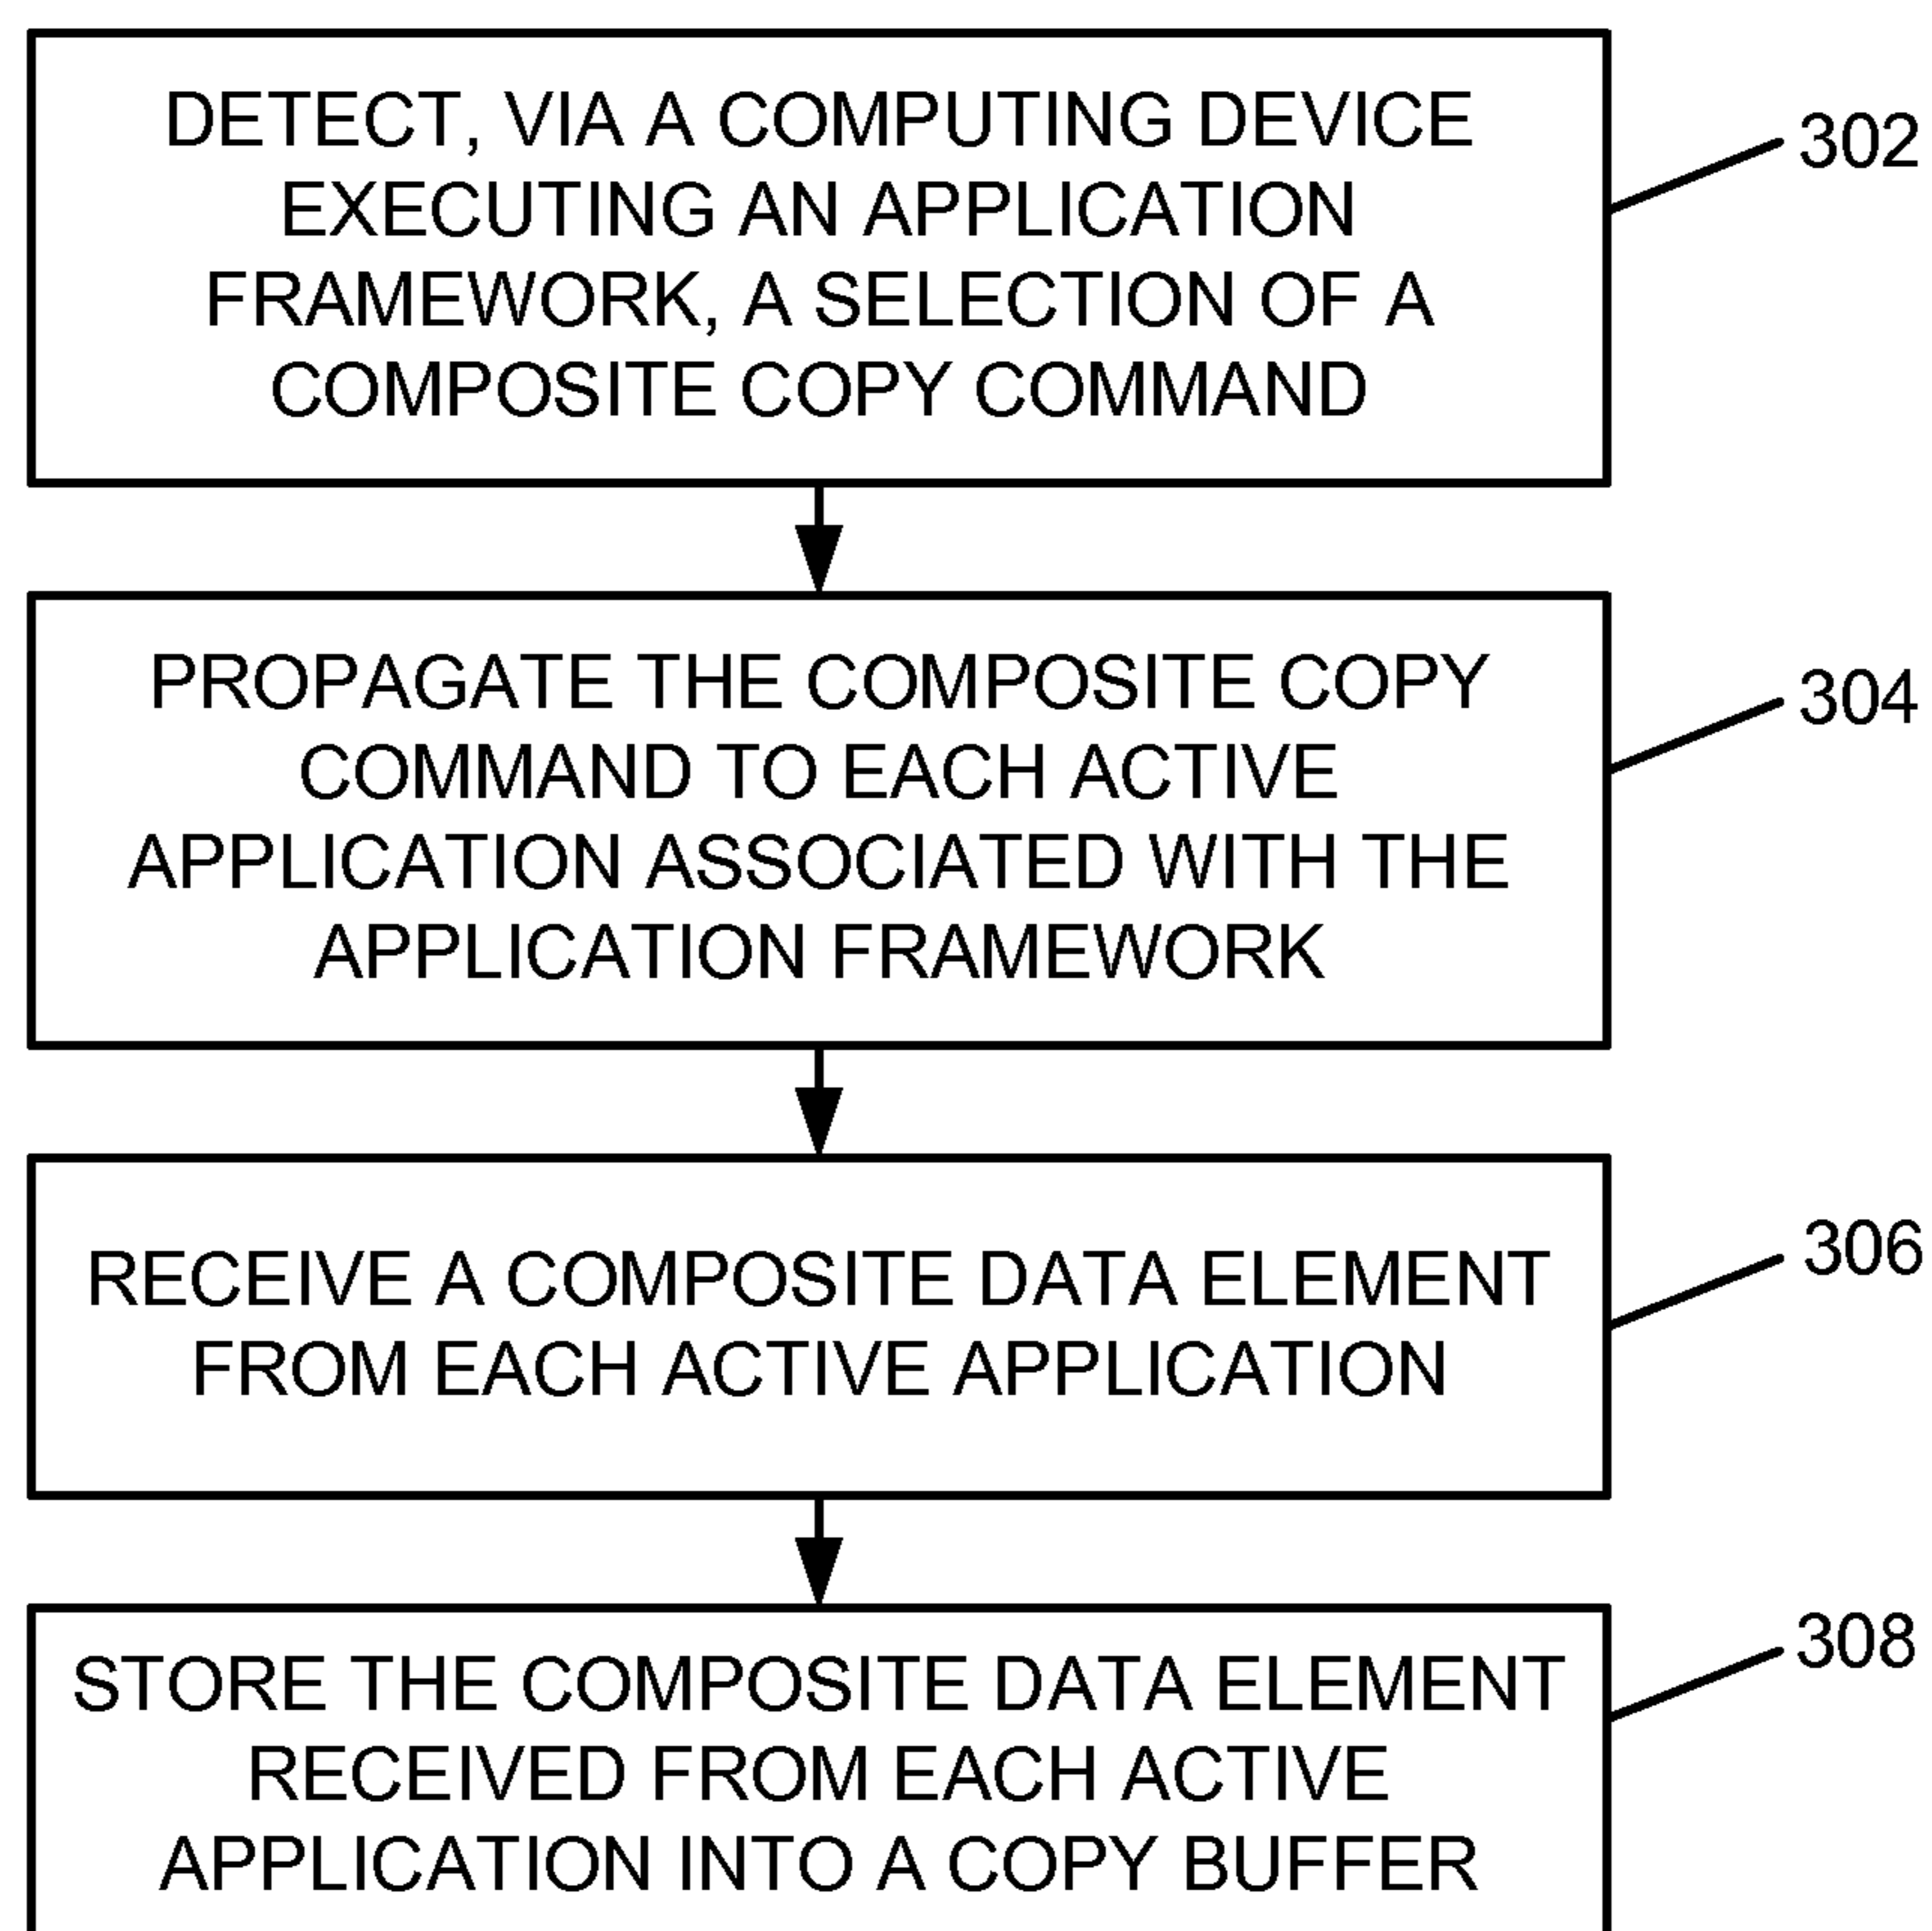 DETECT, VIA A COMPUTING DEVICE
EXECUTING AN APPLICATION
FRAMEWORK, A SELECTION OF A
COMPOSITE COPY COMMAND
302
PROPAGATE THE COMPOSITE COPY
COMMAND TO EACH ACTIVE
APPLICATION ASSOCIATED WITH THE
APPLICATION FRAMEWORK
304
RECEIVE A COMPOSITE DATA ELEMENT
FROM EACH ACTIVE APPLICATION
306
STORE THE COMPOSITE DATA ELEMENT
RECEIVED FROM EACH ACTIVE
APPLICATION INTO A COPY BUFFER
308